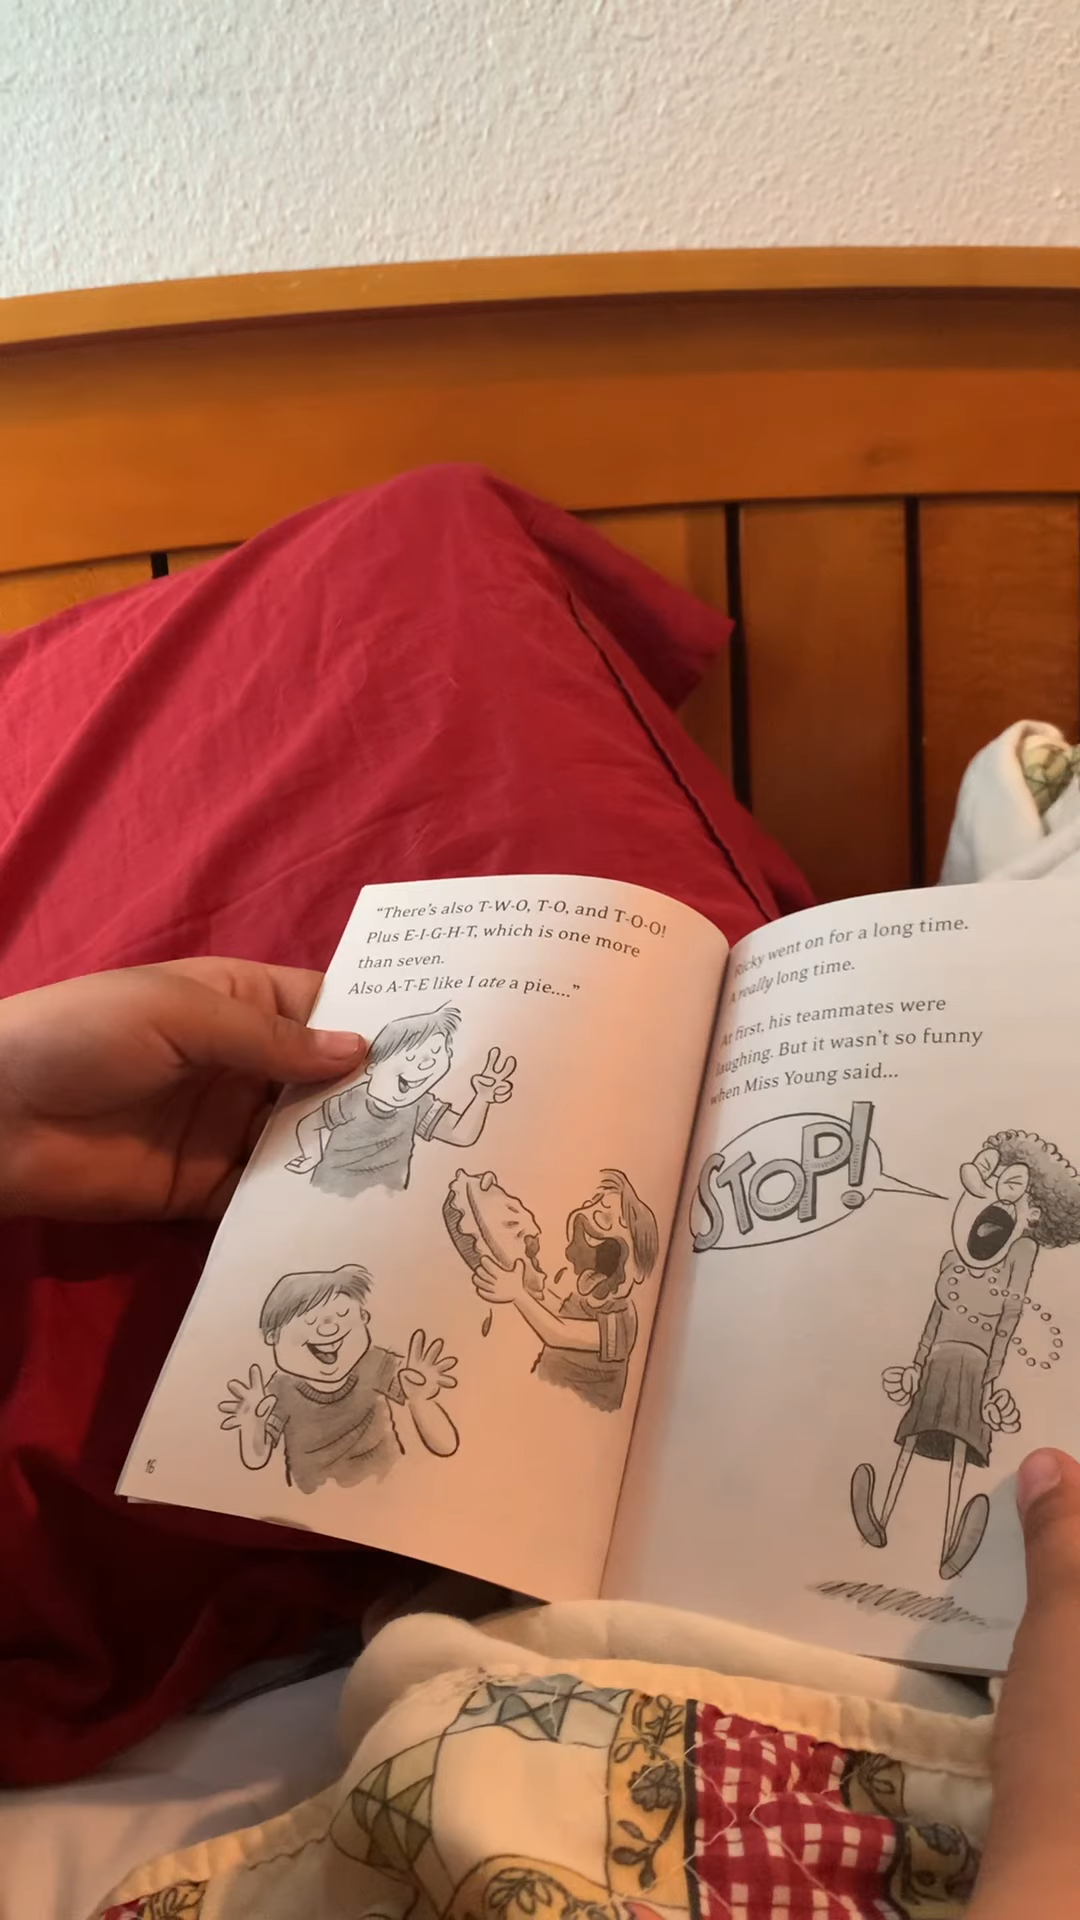 "There's also T-W-O, T-O, and T-O-O!
Plus E-I-G-H-T, which is one more
than seven.
Also A-T-E like I ate a pie...."
16
Ricky went on for a long time.
A really long time.
At first, his teammates were
laughing. But it wasn't so funny
when Miss Young said...
STOP!